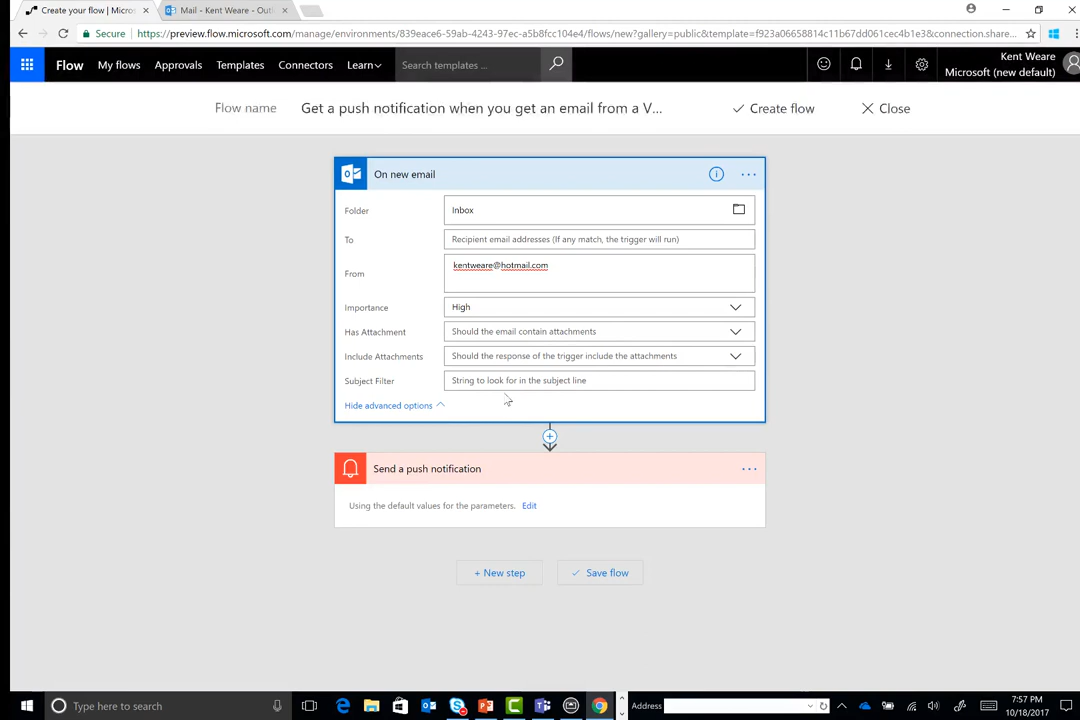 Create your flow | Micros
Mail - Kent Weare - Outl
Secure
https://preview.flow.microsoft.com/manage/environments/839eace6-59ab-4243-97ec-a5b8fcc104e4/flows/new?gallery=public&template=f923a06658814c11b67dd061cec4b1e3&connection.share...
Flow
My flows
Approvals
Templates
Connectors
Learn
Search templates ...
Kent Weare
Microsoft (new default)
Flow name
Get a push notification when you get an email from a V...
Create flow
Close
On new email
Folder
Inbox
To
Recipient email addresses (If any match, the trigger will run)
From
kentweare@hotmail.com
Importance
High
Has Attachment
Should the email contain attachments
Include Attachments
Should the response of the trigger include the attachments
Subject Filter
String to look for in the subject line
Hide advanced options
Send a push notification
Using the default values for the parameters. Edit
+ New step
Save flow
Type here to search
Address
7:57 PM
10/18/2017